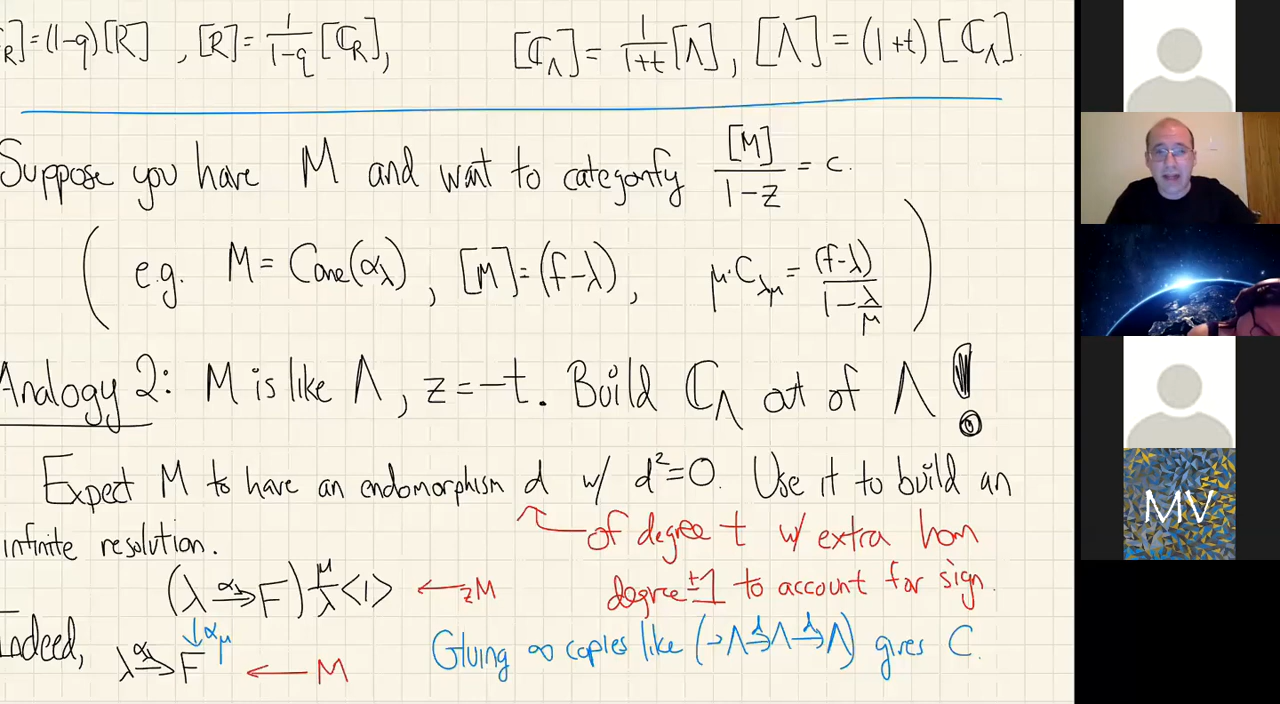 R]=(1-q)[R] , [R]=1/(1-q) [ℂ_R], [ℂ_Λ]=1/(1+t) [Λ], [Λ]=(1+t)[ℂ_Λ].
Suppose you have M and want to categorify [M]/(1-z) = c.
(e.g. M = Cone(α_λ), [M]=(f-λ), μ·C_λμ = (f-λ)/(1-λ/μ))
Analogy 2: M is like Λ, z=-t. Build ℂ_Λ out of Λ!
Expect M to have an endomorphism d w/ d²=0. Use it to build an
infinite resolution.
of degree t w/ extra hom
degree ±1 to account for sign.
Indeed,
(λ →^{α_λ} F) μ/λ <1> ← zM
↓α_μ
λ →^{α_λ} F ← M
Gluing ∞ copies like (→Λ →^d Λ →^d Λ) gives C.
MV